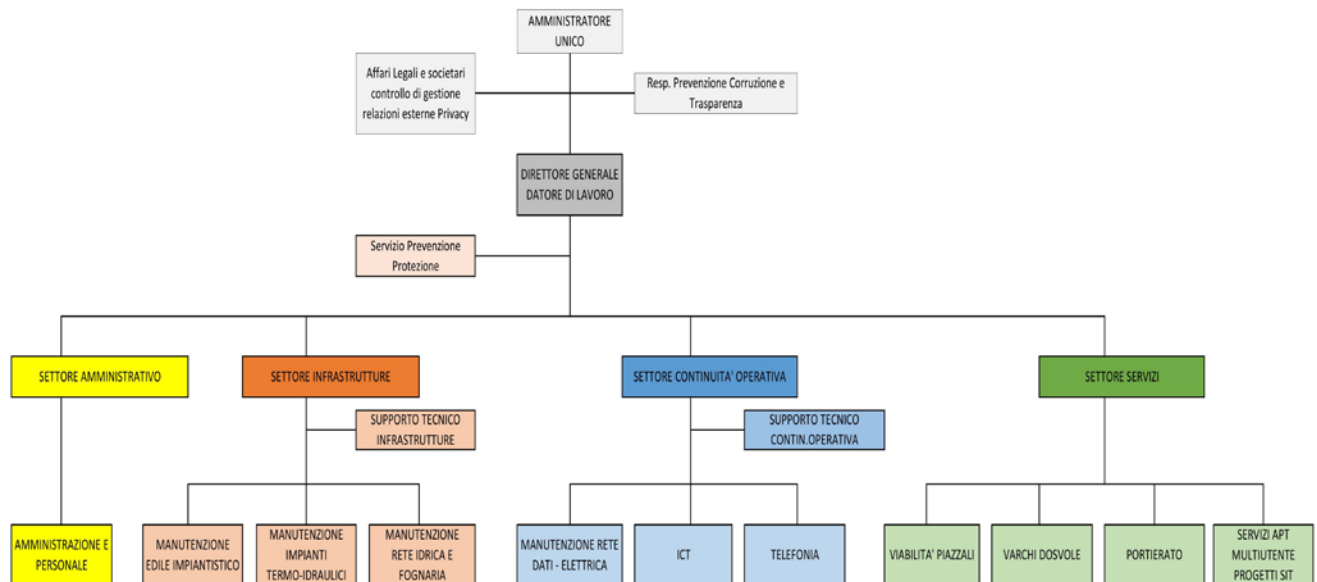 AMMINISTRATORE
UNICO
Affari Legali e societari
controllo di gestione
relazioni esterne Privacy
Resp. Prevenzione Corruzione e
Trasparenza
DIRETTORE GENERALE
DATORE DI LAVORO
Servizio Prevenzione
Protezione
SETTORE AMMINISTRATIVO
SETTORE INFRASTRUTTURE
SETTORE CONTINUITA' OPERATIVA
SETTORE SERVIZI
SUPPORTO TECNICO
INFRASTRUTTURE
SUPPORTO TECNICO
CONTIN.OPERATIVA
AMMINISTRAZIONE E
PERSONALE
MANUTENZIONE
EDILE IMPIANTISTICO
MANUTENZIONE
IMPIANTI
TERMO-IDRAULICI
MANUTENZIONE
RETE IDRICA E
FOGNARIA
MANUTENZIONE RETE
DATI - ELETTRICA
ICT
TELEFONIA
VIABILITA' PIAZZALI
VARCHI DOSVOLE
PORTIERATO
SERVIZI APT
MULTIUTENTE
PROGETTI SIT